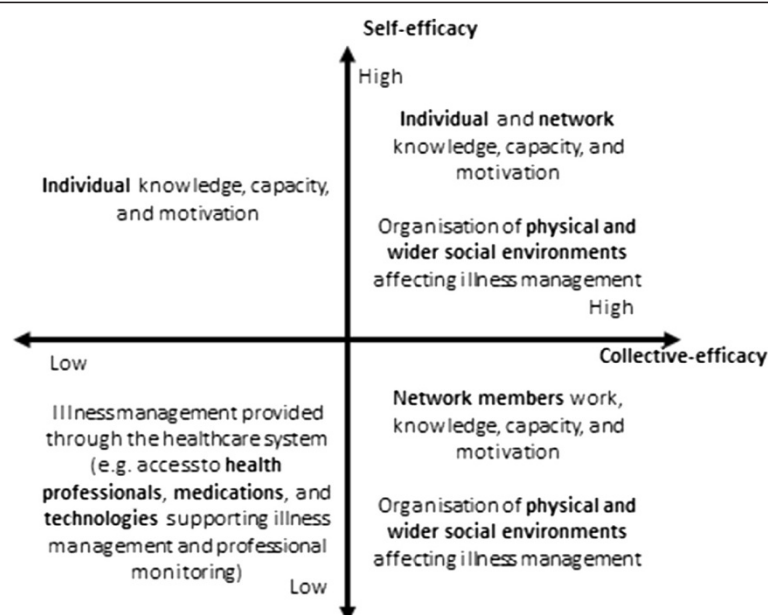 Self-efficacy
High
Individual knowledge, capacity,
and motivation
Individual and network
knowledge, capacity, and
motivation
Organisation of physical and
wider social environments
affecting illness management
High
Low
Collective-efficacy
Illness management provided
through the healthcare system
(e.g. access to health
professionals, medications, and
technologies supporting illness
management and professional
monitoring)
Low
Network members work,
knowledge, capacity, and
motivation
Organisation of physical and
wider social environments
affecting illness management